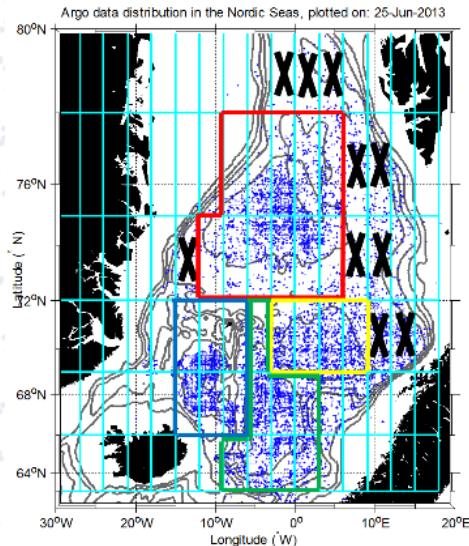 Argo data distribution in the Nordic Seas, plotted on: 25-Jun-2013
80°N
X X X
X X
76°N
X
X X
72°N
X X
68°N
64°N
30°W 20°W 10°W 0° 10°E 20°E
Latitude (°N)
Longitude (°W)